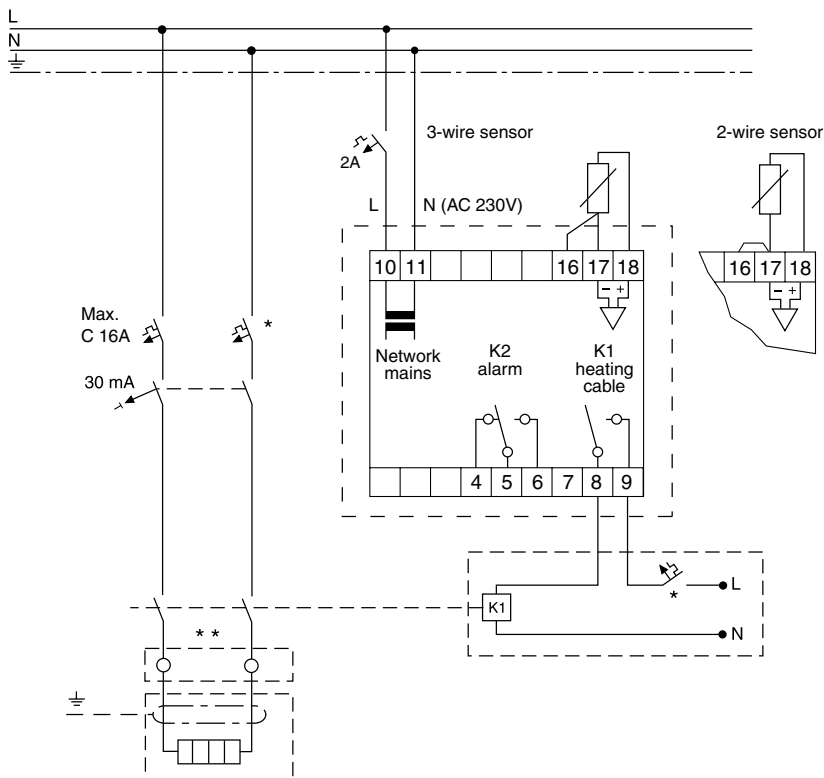 L
N
3-wire sensor
2-wire sensor
2A
L
N (AC 230V)
10 11 16 17 18
16 17 18
- +
- +
Max.
C 16A
*
Network
mains
K2
alarm
K1
heating
cable
30 mA
4 5 6 7 8 9
L
*
K1
N
* *